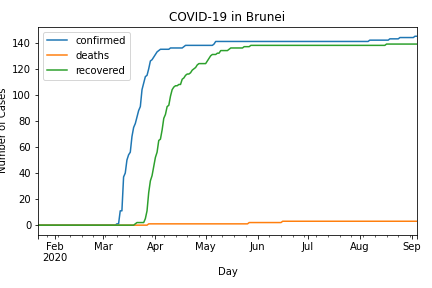 COVID-19 in Brunei
confirmed
deaths
recovered
Number of Cases
140
120
100
80
60
40
20
0
Feb
2020
Mar
Apr
May
Jun
Jul
Aug
Sep
Day